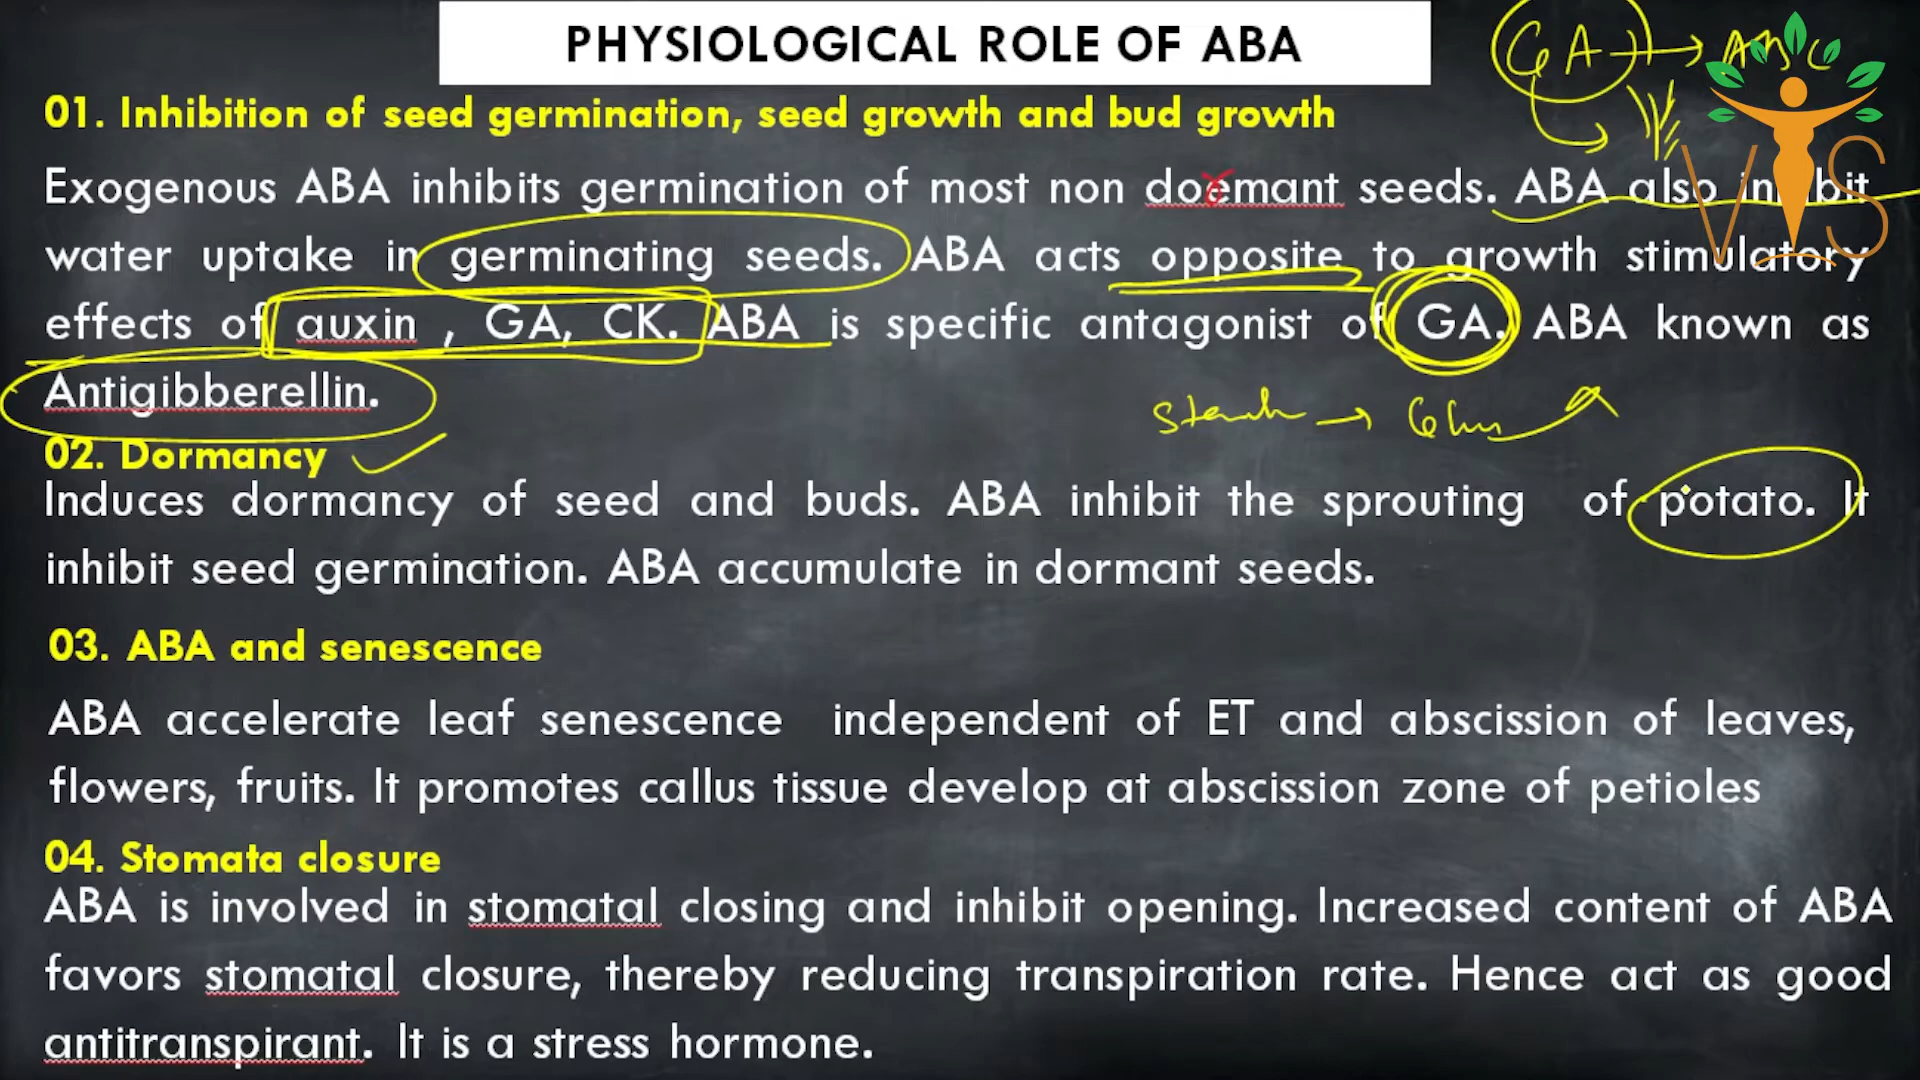 PHYSIOLOGICAL ROLE OF ABA
GA →
01. Inhibition of seed germination, seed growth and bud growth
VS
Exogenous ABA inhibits germination of most non doemant seeds. ABA also inhibit
water uptake in germinating seeds. ABA acts opposite to growth stimulatory
effects of auxin , GA, CK. ABA is specific antagonist of GA. ABA known as
Antigibberellin.
Starch →
02. Dormancy
Induces dormancy of seed and buds. ABA inhibit the sprouting of potato. It
inhibit seed germination. ABA accumulate in dormant seeds.
03. ABA and senescence
ABA accelerate leaf senescence independent of ET and abscission of leaves,
flowers, fruits. It promotes callus tissue develop at abscission zone of petioles
04. Stomata closure
ABA is involved in stomatal closing and inhibit opening. Increased content of ABA
favors stomatal closure, thereby reducing transpiration rate. Hence act as good
antitranspirant. It is a stress hormone.